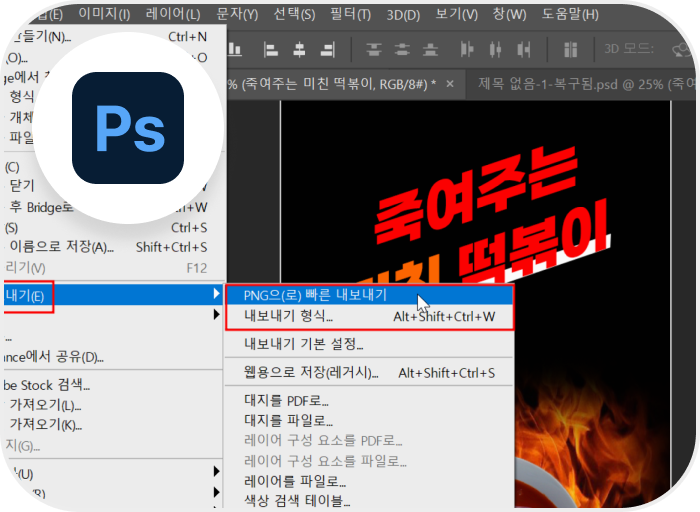 집(E) 이미지(I) 레이어(L) 문자(Y) 선택(S) 필터(T) 3D(D) 보기(V) 창(W) 도움말(H)
만들기(N)... Ctrl+N
(O)... +O
3D 모드:
% (죽여주는 미친 떡볶이, RGB/8#) * × 제목 없음-1-복구됨.psd @ 25% (죽여
ge에서
형식
개체
파일
Ps
죽여주는
미친 떡볶이
(C)
닫기 W
후 Bridge로 +W
(S) Ctrl+S
이름으로 저장(A)... Shift+Ctrl+S
리기(V) F12
내기(E)
PNG으(로) 빠른 내보내기
내보내기 형식... Alt+Shift+Ctrl+W
내보내기 기본 설정...
웹용으로 저장(레거시)... Alt+Shift+Ctrl+S
대지를 PDF로...
대지를 파일로...
레이어 구성 요소를 PDF로...
레이어 구성 요소를 파일로...
레이어를 파일로...
색상 검색 테이블...
...
ance에서 공유(D)...
be Stock 검색...
가져오기(L)...
가져오기(K)...
지(G)...
(U)
(R)